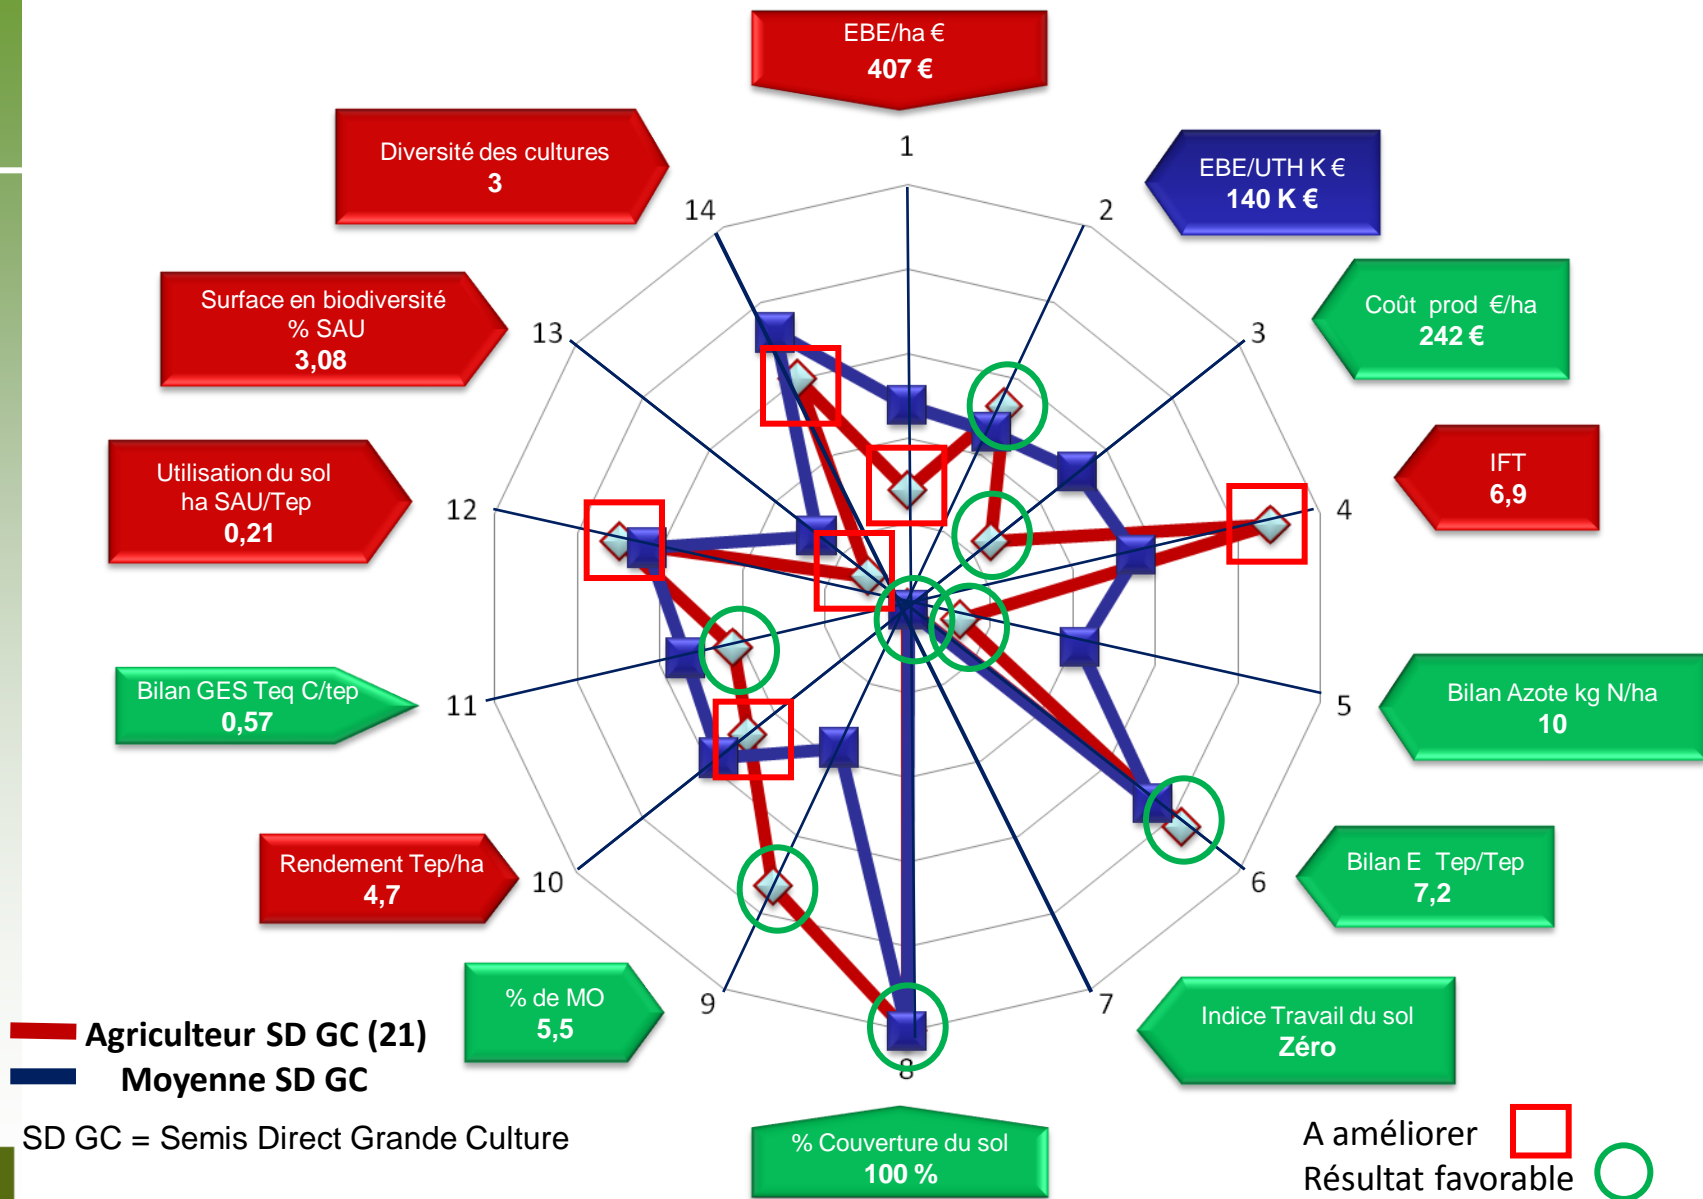 EBE/ha €
407 €
Diversité des cultures
3
EBE/UTH K €
140 K €
Surface en biodiversité
% SAU
3,08
Coût prod €/ha
242 €
Utilisation du sol
ha SAU/Tep
0,21
IFT
6,9
Bilan GES Teq C/tep
0,57
Bilan Azote kg N/ha
10
Rendement Tep/ha
4,7
Bilan E Tep/Tep
7,2
% de MO
5,5
Indice Travail du sol
Zéro
% Couverture du sol
100 %
1
2
3
4
5
6
7
8
9
10
11
12
13
14
Agriculteur SD GC (21)
Moyenne SD GC
SD GC = Semis Direct Grande Culture
A améliorer
Résultat favorable